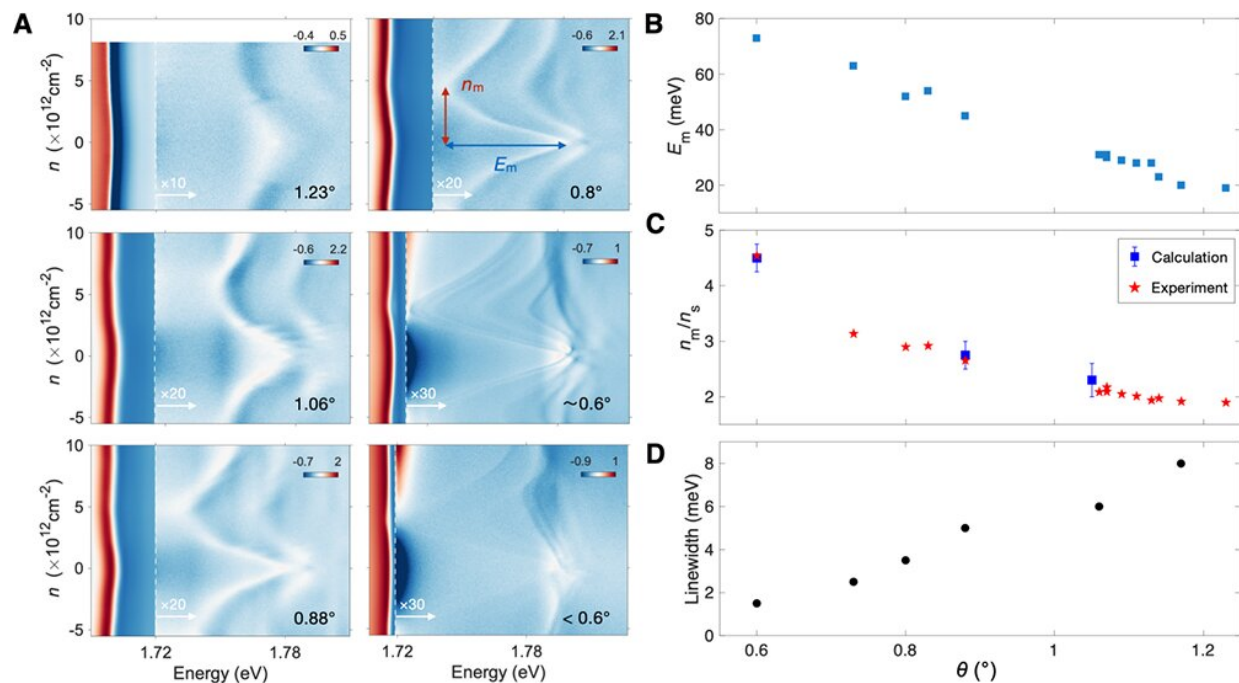 A
n (×10¹²cm⁻²)
10
5
0
-5
-0.4 0.5
×10
1.23°
-0.6 2.1
n_m
E_m
×20
0.8°
n (×10¹²cm⁻²)
10
5
0
-5
-0.6 2.2
×20
1.06°
-0.7 1
×30
~0.6°
n (×10¹²cm⁻²)
10
5
0
-5
-0.7 2
×20
0.88°
-0.9 1
×30
< 0.6°
1.72 1.78
Energy (eV)
1.72 1.78
Energy (eV)
B
E_m (meV)
80
60
40
20
C
n_m/n_s
5
4
3
2
Calculation
Experiment
D
Linewidth (meV)
8
6
4
2
0
0.6 0.8 1 1.2
θ (°)